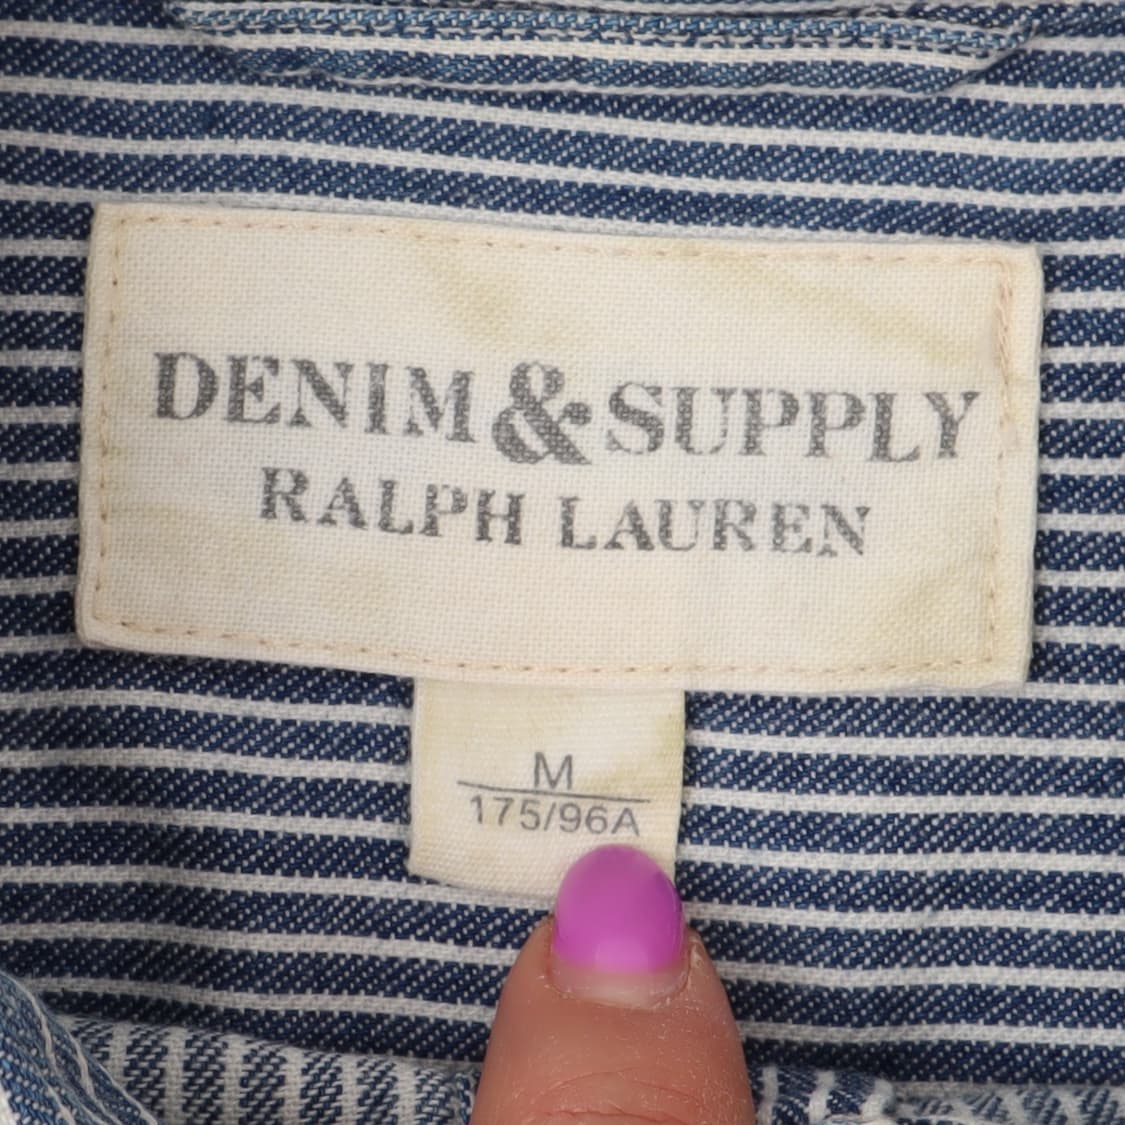 DENIM & SUPPLY
RALPH LAUREN
M
175/96A